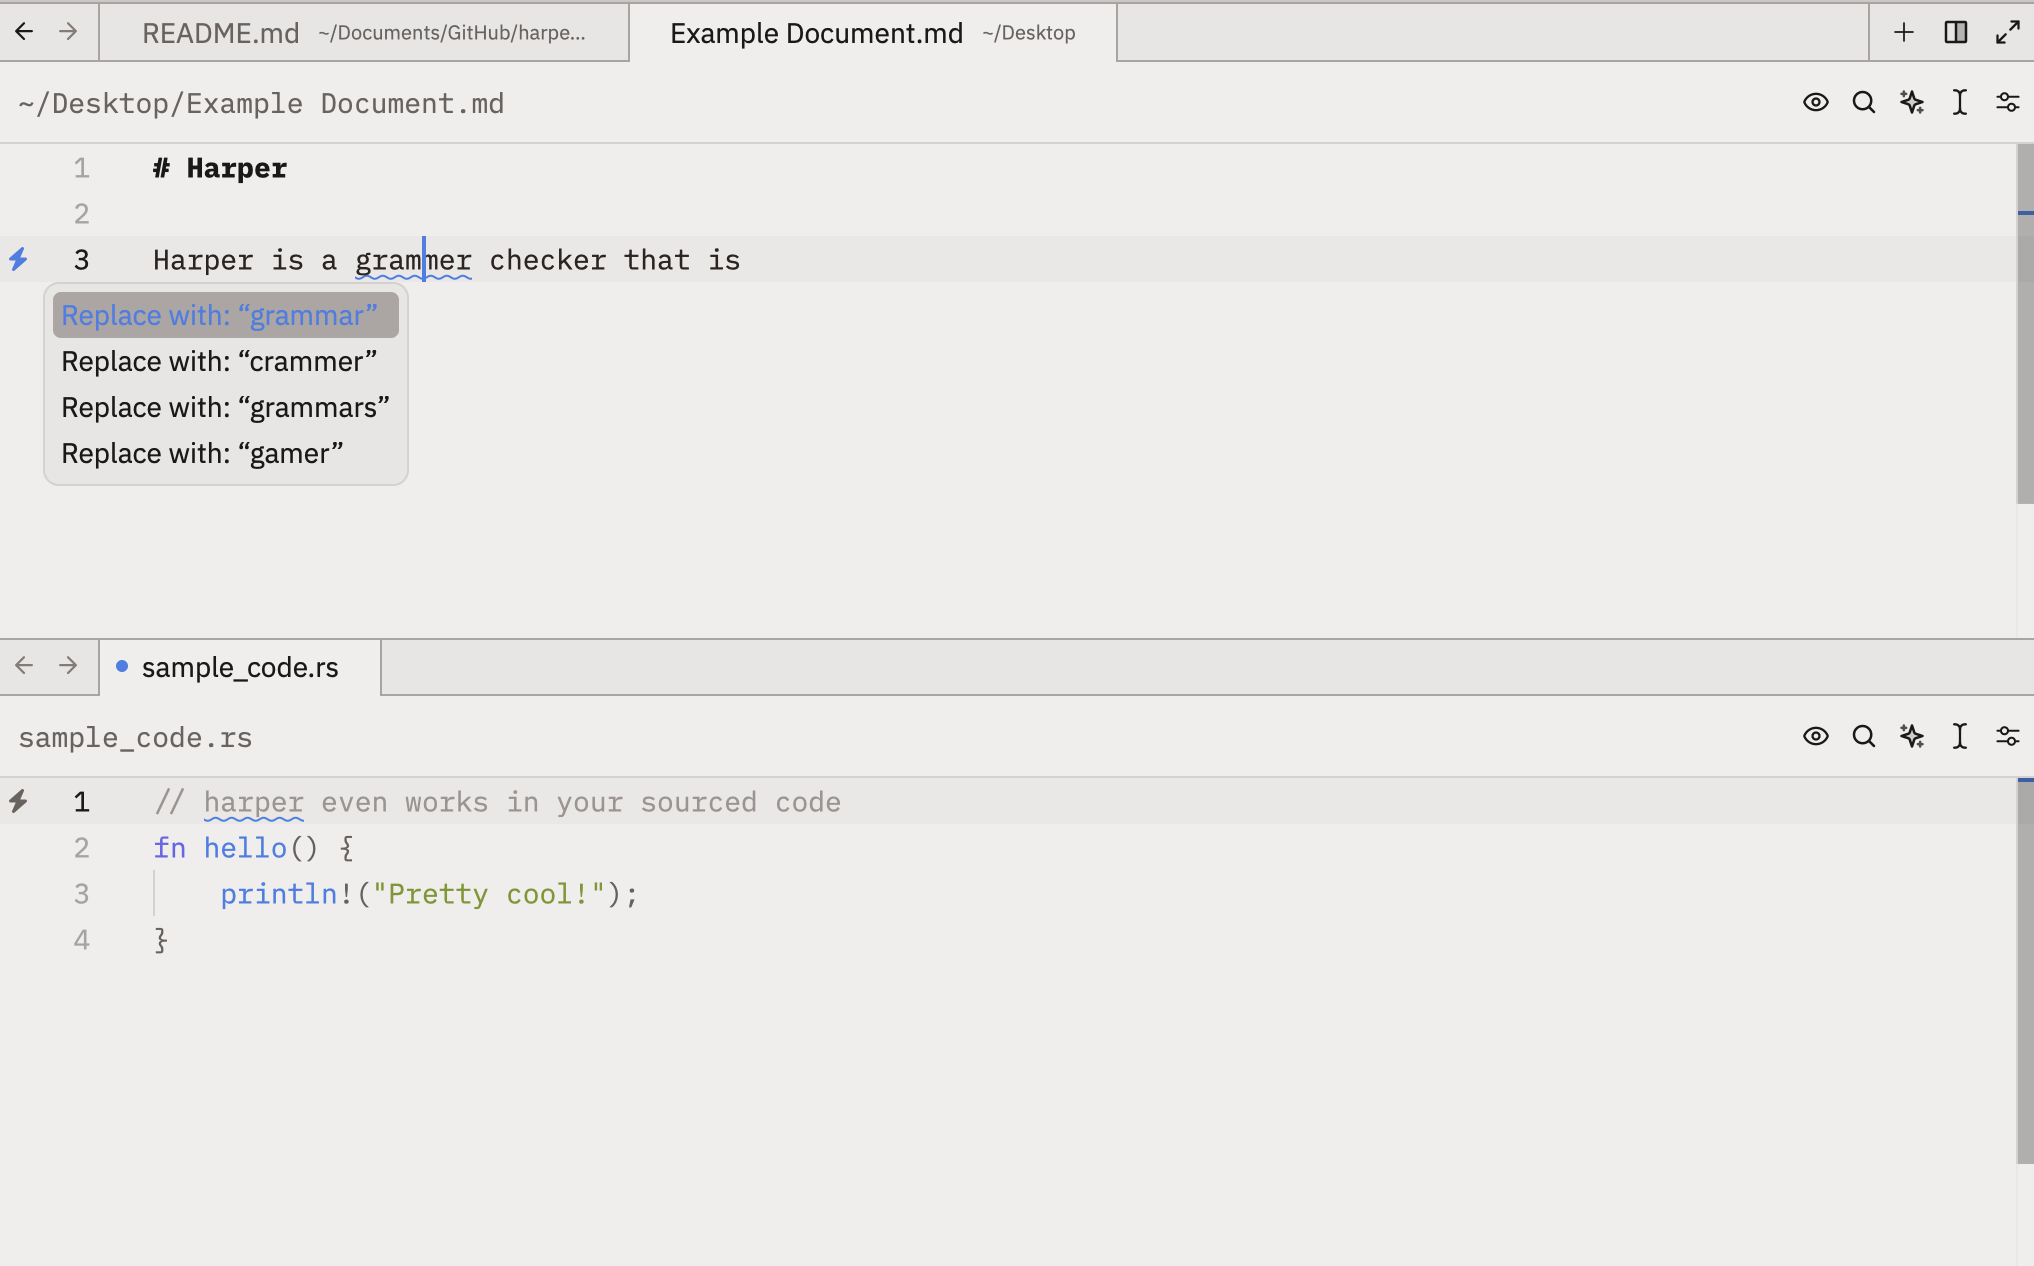 README.md ~/Documents/GitHub/harpe... Example Document.md ~/Desktop
~/Desktop/Example Document.md
1 # Harper
2
3 Harper is a grammer checker that is
Replace with: “grammar”
Replace with: “crammer”
Replace with: “grammars”
Replace with: “gamer”
sample_code.rs
sample_code.rs
1 // harper even works in your sourced code
2 fn hello() {
3     println!("Pretty cool!");
4 }